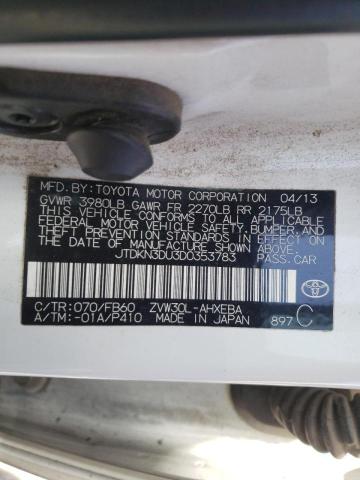 MFD.BY:TOYOTA MOTOR CORPORATION 04/13
GVWR 3980LB GAWR FR 2270LB RR 2175LB
THIS VEHICLE CONFORMS TO ALL APPLICABLE
FEDERAL MOTOR VEHICLE SAFETY,BUMPER,AND
THEFT PREVENTION STANDARDS IN EFFECT ON
THE DATE OF MANUFACTURE SHOWN ABOVE.
JTDKN3DU3D0353783 PASS.CAR
C/TR:070/FB60 ZVW30L-AHXEBA
A/TM:-01A/P410 MADE IN JAPAN 897 C
TOYOTA